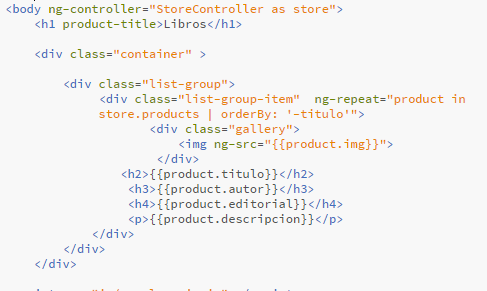 <body ng-controller="StoreController as store">
<h1 product-title>Libros</h1>
<div class="container" >
<div class="list-group">
<div class="list-group-item"  ng-repeat="product in
store.products | orderBy: '-titulo'">
<div class="gallery">
<img ng-src="{{product.img}}">
</div>
<h2>{{product.titulo}}</h2>
<h3>{{product.autor}}</h3>
<h4>{{product.editorial}}</h4>
<p>{{product.descripcion}}</p>
</div>
</div>
</div>